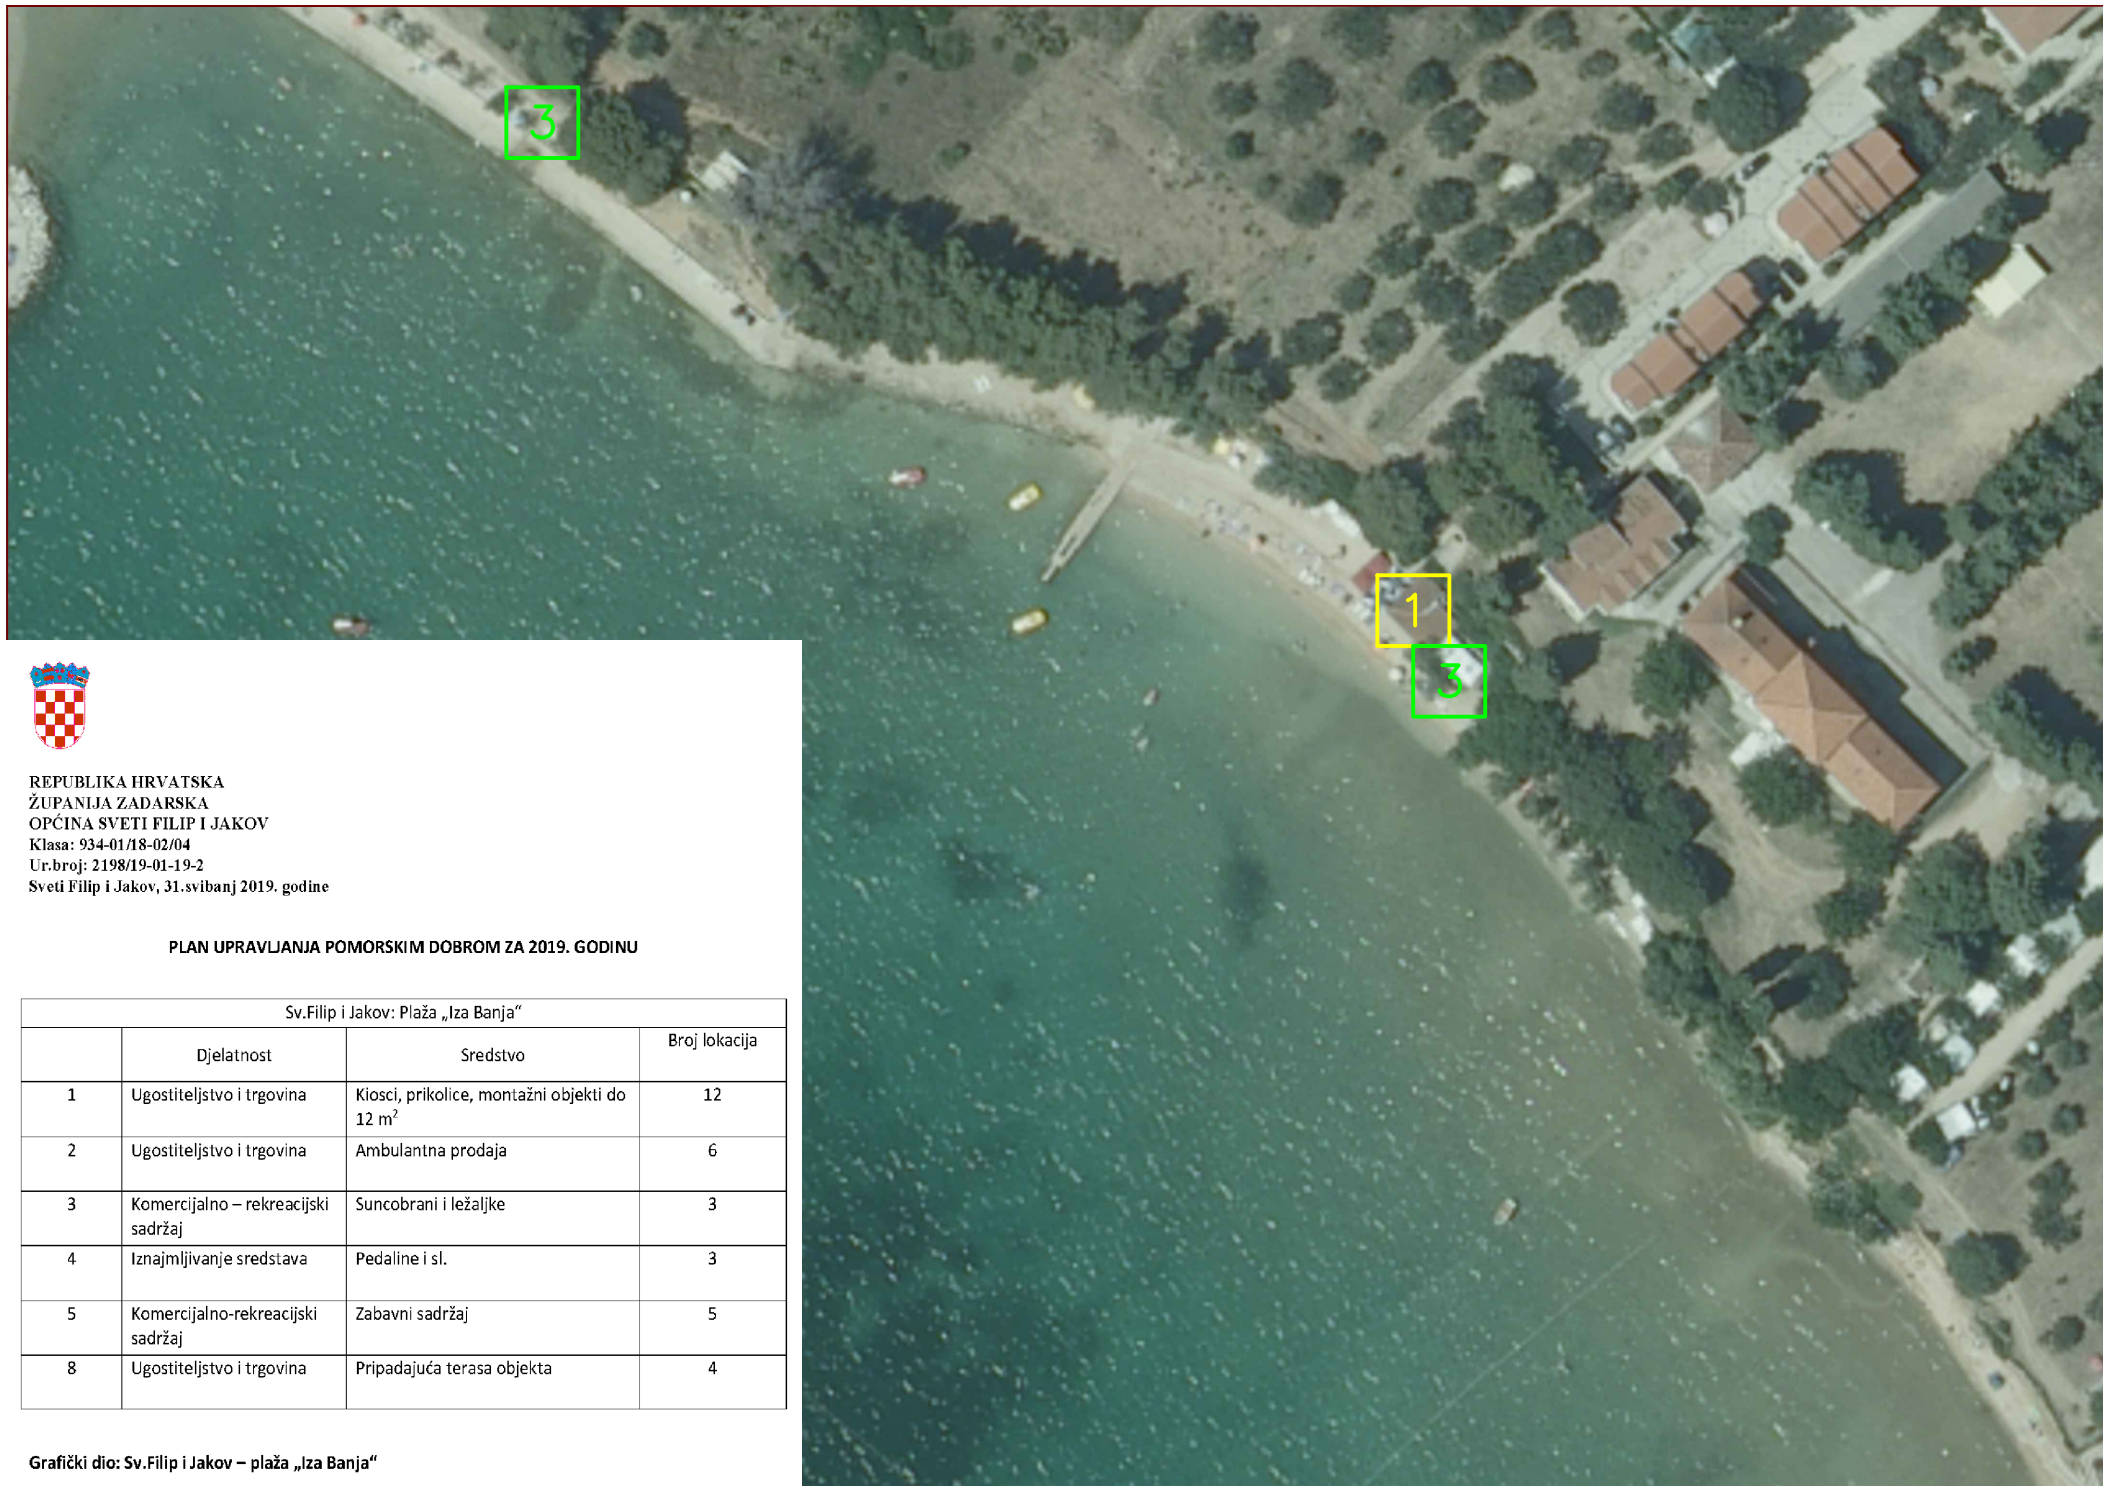 3
1
3
REPUBLIKA HRVATSKA
ŽUPANIJA ZADARSKA
OPĆINA SVETI FILIP I JAKOV
Klasa: 934-01/18-02/04
Ur.broj: 2198/19-01-19-2
Sveti Filip i Jakov, 31.svibanj 2019. godine
PLAN UPRAVLJANJA POMORSKIM DOBROM ZA 2019. GODINU
Sv.Filip i Jakov: Plaža „Iza Banja“
Djelatnost Sredstvo Broj lokacija
1 Ugostiteljstvo i trgovina Kiosci, prikolice, montažni objekti do 12
12 m²
2 Ugostiteljstvo i trgovina Ambulantna prodaja 6
3 Komercijalno – rekreacijski Suncobrani i ležaljke 3
sadržaj
4 Iznajmljivanje sredstava Pedaline i sl. 3
5 Komercijalno-rekreacijski Zabavni sadržaj 5
sadržaj
8 Ugostiteljstvo i trgovina Pripadajuća terasa objekta 4
Grafički dio: Sv.Filip i Jakov – plaža „Iza Banja“